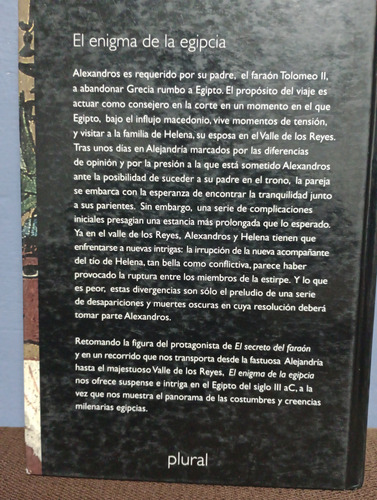 El enigma de la egipcia
Alexandros es requerido por su padre, el faraón Tolomeo II,
a abandonar Grecia rumbo a Egipto. El propósito del viaje es
actuar como consejero en la corte en un momento en el que
Egipto, bajo el influjo macedonio, vive momentos de tensión,
y visitar a la familia de Helena, su esposa en el Valle de los Reyes.
Tras unos días en Alejandría marcados por las diferencias
de opinión y por la presión a la que está sometido Alexandros
ante la posibilidad de suceder a su padre en el trono, la pareja
se embarca con la esperanza de encontrar la tranquilidad junto
a sus parientes. Sin embargo, una serie de complicaciones
iniciales presagian una estancia más prolongada que lo esperado.
Ya en el valle de los Reyes, Alexandros y Helena tienen que
enfrentarse a nuevas intrigas: la irrupción de la nueva acompañante
del tío de Helena, tan bella como conflictiva, parece haber
provocado la ruptura entre los miembros de la estirpe. Y lo que
es peor, estas divergencias son sólo el preludio de una serie
de desapariciones y muertes oscuras en cuya resolución deberá
tomar parte Alexandros.
Retomando la figura del protagonista de El secreto del faraón
y en un recorrido que nos transporta desde la fastuosa Alejandría
hasta el majestuoso Valle de los Reyes, El enigma de la egipcia
nos ofrece suspense e intriga en el Egipto del siglo III aC, a la
vez que nos muestra el panorama de las costumbres y creencias
milenarias egipcias.
plural